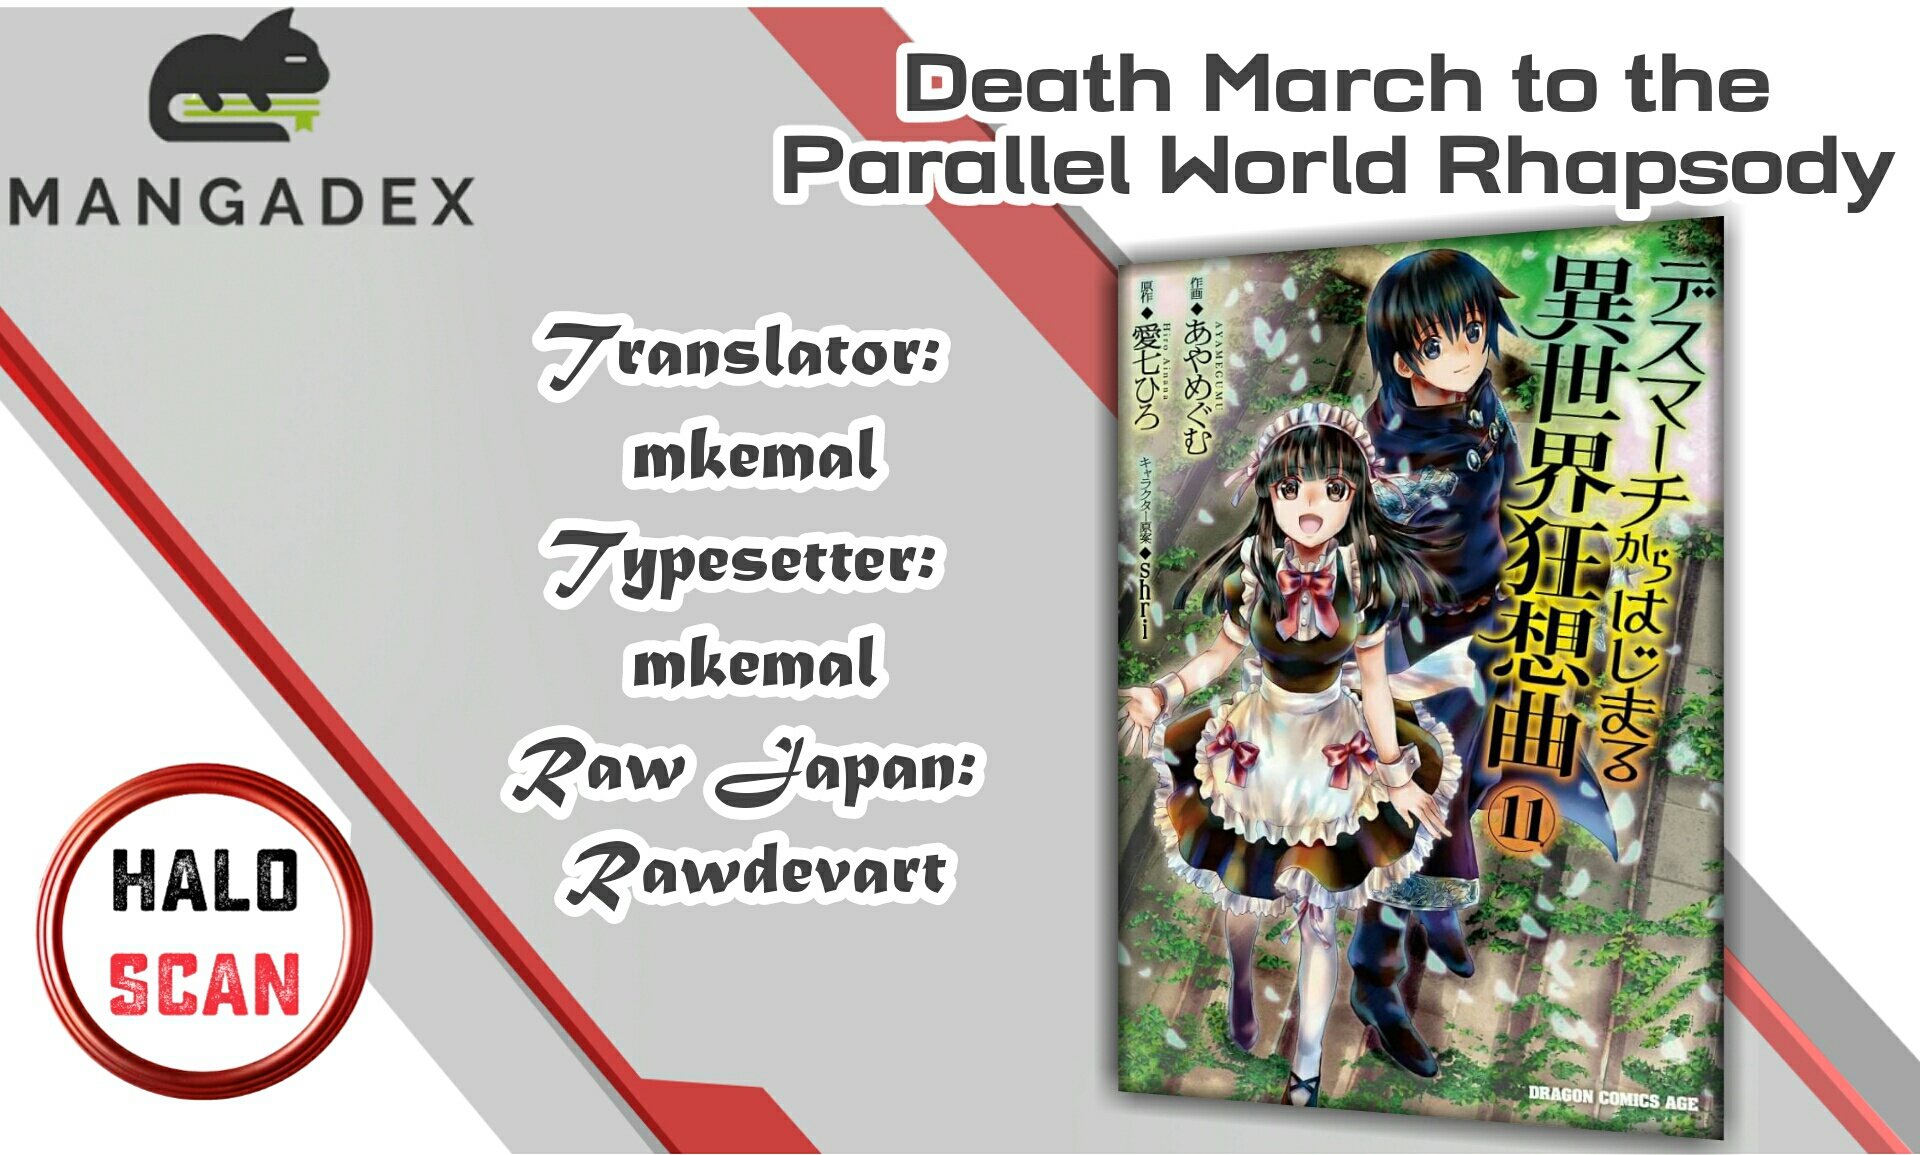 MANGADEX
Death March to the
Parallel World Rhapsody
Translator:
mkemal
Typesetter:
mkemal
Raw Japan:
Rawdevart
HALO
SCAN
デスマーチからはじまる
異世界狂想曲
11
作画◆あやめぐむ
AYAMEGUMU
原作◆愛七ひろ
Hiro Ainana
キャラクター原案◆shri
DRAGON COMICS AGE